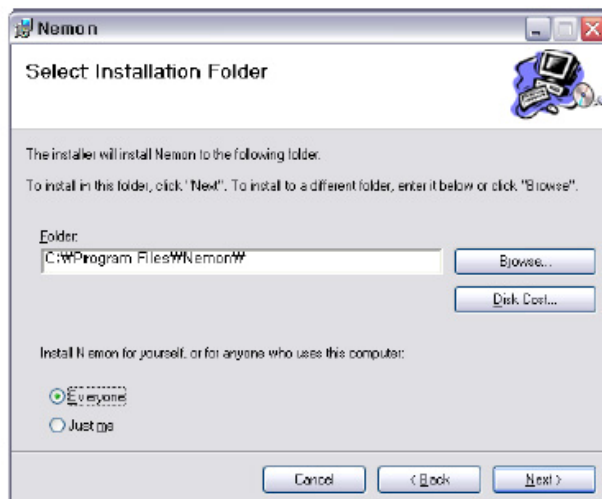 Nemon
Select Installation Folder
The installer will install Nemon to the following folder.
To install in this folder, click "Next". To install to a different folder, enter it below or click "Browse".
Folder:
C:₩Program Files₩Nemon₩
Browse...
Disk Cost...
Install Nemon for yourself, or for anyone who uses this computer:
Everyone
Just me
Cancel
< Back
Next >